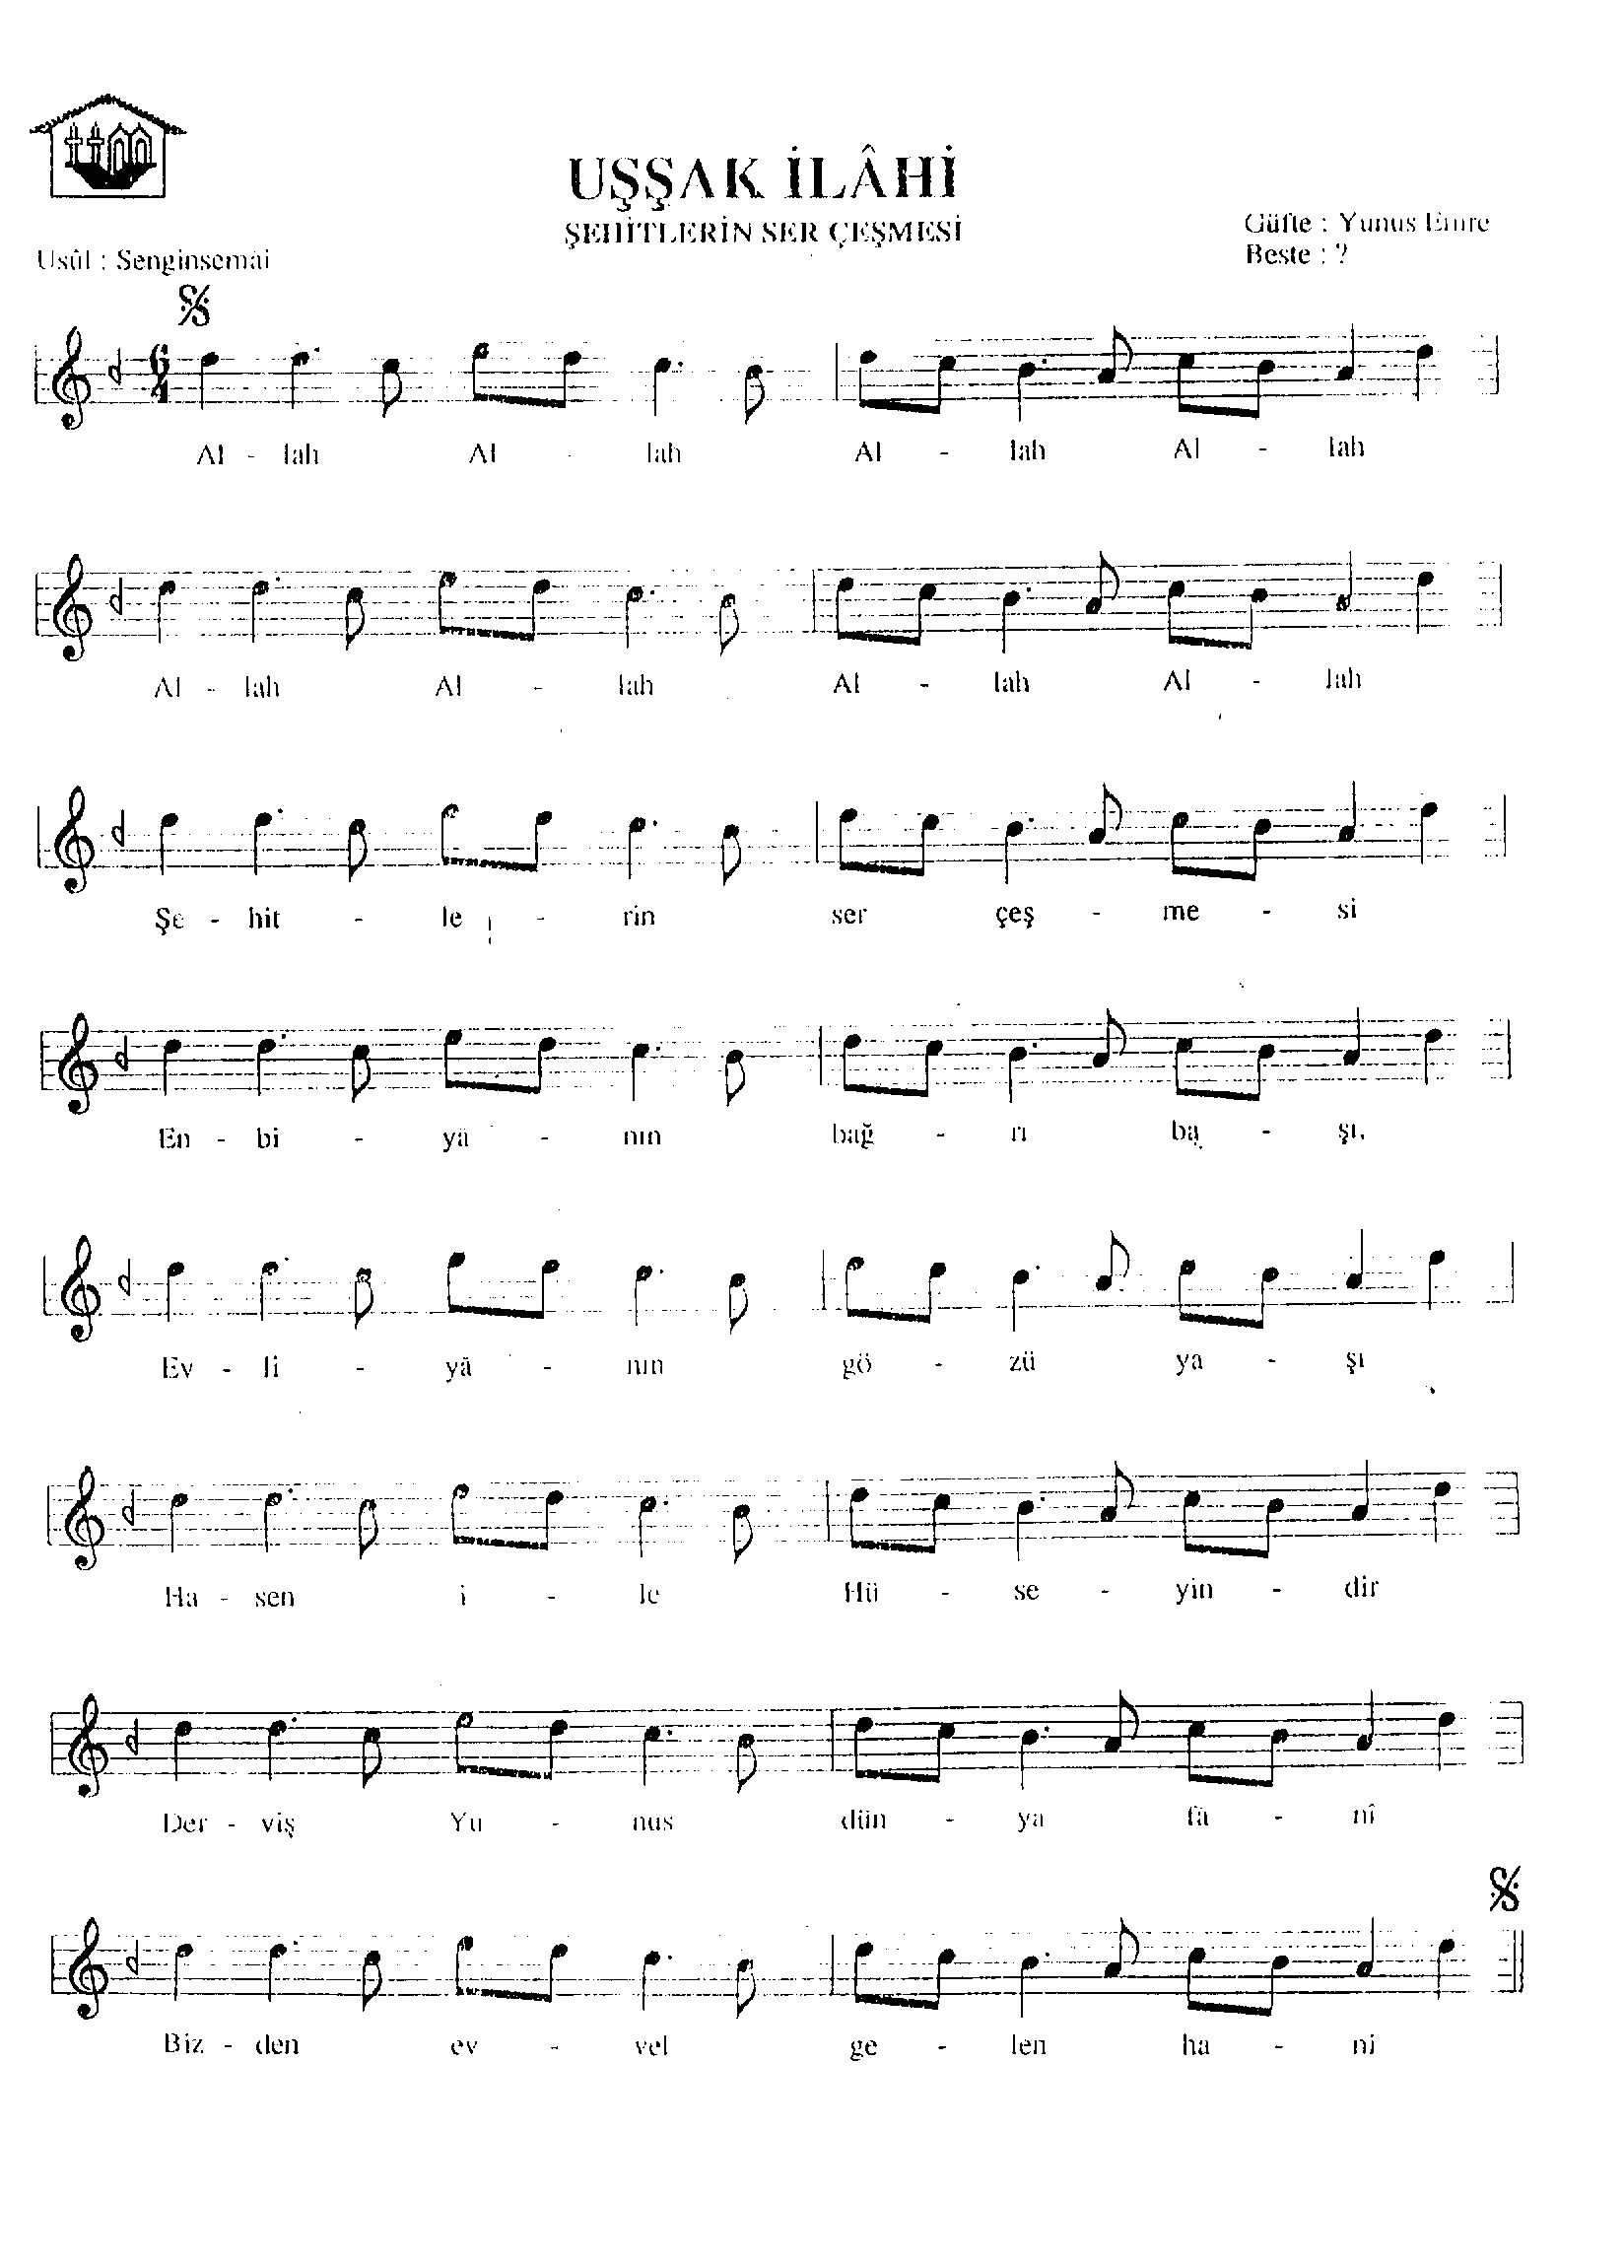 UŞŞAK İLÂHİ
ŞEHİTLERİN SER ÇEŞMESİ
Güfte : Yunus Emre
Beste : ?
Usûl : Senginsemâi
6
4
Al - lah Al - lah Al - lah Al - lah
Al - lah Al - lah Al - lah Al - lah
Şe - hit - le - rin ser çeş - me - si
En - bi - yâ - nın bağ - rı ba - şı.
Ev - li - yâ - nın gö - zü ya - şı
Ha - sen i - le Hü - se - yin - dir
Der - viş Yu - nus dün - ya fâ - nî
Biz - den ev - vel ge - len ha - ni